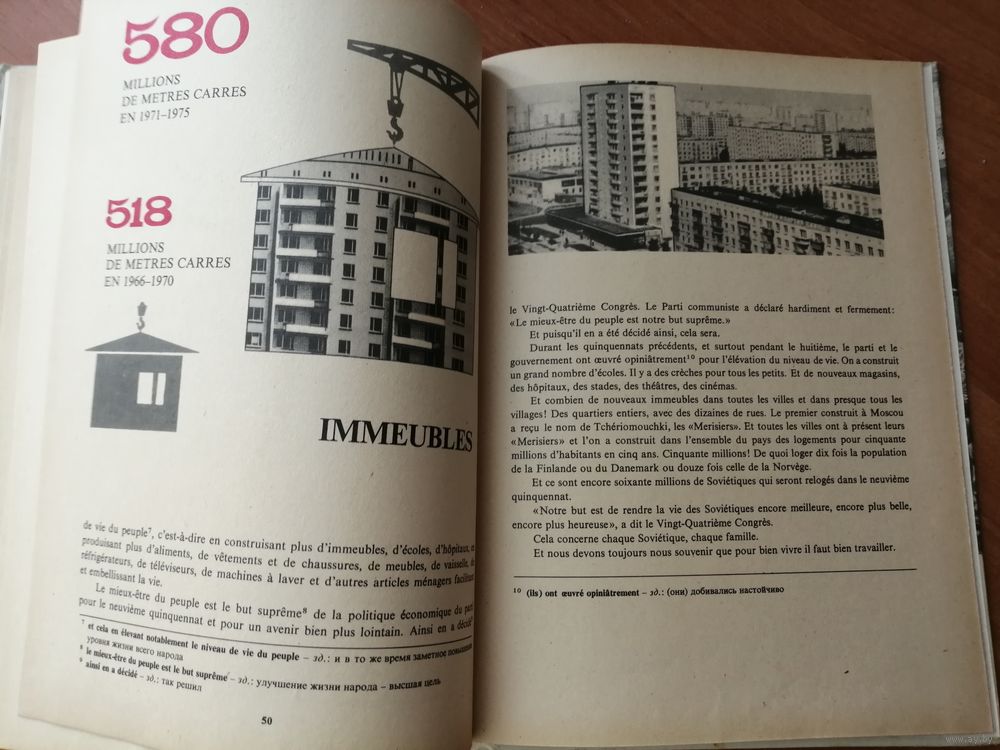 580
MILLIONS
DE METRES CARRES
EN 1971–1975
518
MILLIONS
DE METRES CARRES
EN 1966–1970
IMMEUBLES
de vie du peuple⁷, c'est-à-dire en construisant plus d'immeubles, d'écoles, d'hôpitaux, en
produisant plus d'aliments, de vêtements et de chaussures, de meubles, de vaisselle, de
réfrigérateurs, de téléviseurs, de machines à laver et d'autres articles ménagers facilitant
et embellissant la vie.
Le mieux-être du peuple est le but suprême⁸ de la politique économique du parti
pour le neuvième quinquennat et pour un avenir bien plus lointain. Ainsi en a décidé⁹
⁷ et cela en élevant notablement le niveau de vie du peuple – зд.: и в то же время заметное повышение
уровня жизни всего народа
⁸ le mieux-être du peuple est le but suprême – зд.: улучшение жизни народа – высшая цель
⁹ ainsi en a décidé – зд.: так решил
50
le Vingt-Quatrième Congrès. Le Parti communiste a déclaré hardiment et fermement:
«Le mieux-être du peuple est notre but suprême.»
Et puisqu'il en a été décidé ainsi, cela sera.
Durant les quinquennats précédents, et surtout pendant le huitième, le parti et le
gouvernement ont œuvré opiniâtrement¹⁰ pour l'élévation du niveau de vie. On a construit
un grand nombre d'écoles. Il y a des crèches pour tous les petits. Et de nouveaux magasins,
des hôpitaux, des stades, des théâtres, des cinémas.
Et combien de nouveaux immeubles dans toutes les villes et dans presque tous les
villages! Des quartiers entiers, avec des dizaines de rues. Le premier construit à Moscou
a reçu le nom de Tchériomouchki, les «Merisiers». Et toutes les villes ont à présent leurs
«Merisiers» et l'on a construit dans l'ensemble du pays des logements pour cinquante
millions d'habitants en cinq ans. Cinquante millions! De quoi loger dix fois la population
de la Finlande ou du Danemark ou douze fois celle de la Norvège.
Et ce sont encore soixante millions de Soviétiques qui seront relogés dans le neuvième
quinquennat.
«Notre but est de rendre la vie des Soviétiques encore meilleure, encore plus belle,
encore plus heureuse», a dit le Vingt-Quatrième Congrès.
Cela concerne chaque Soviétique, chaque famille.
Et nous devons toujours nous souvenir que pour bien vivre il faut bien travailler.
¹⁰ (ils) ont œuvré opiniâtrement – зд.: (они) добивались настойчиво
www.ay.by